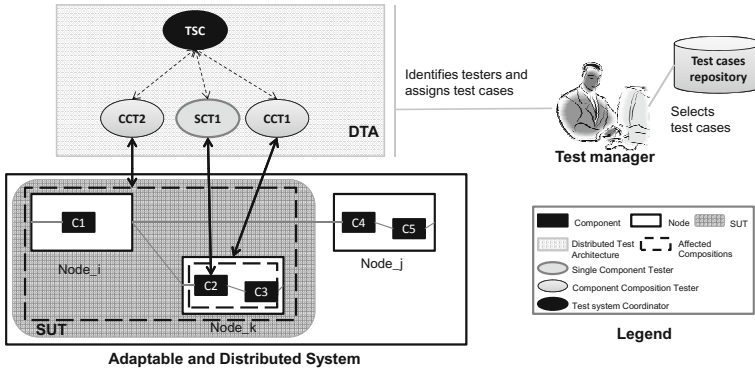 TSC
CCT2
SCT1
CCT1
DTA
Identifies testers and
assigns test cases
Test manager
Test cases
repository
Selects
test cases
C1
Node_i
C4
C5
Node_j
C2
C3
Node_k
SUT
Adaptable and Distributed System
Component
Node
SUT
Distributed Test
Architecture
Affected
Compositions
Single Component Tester
Component Composition Tester
Test system Coordinator
Legend